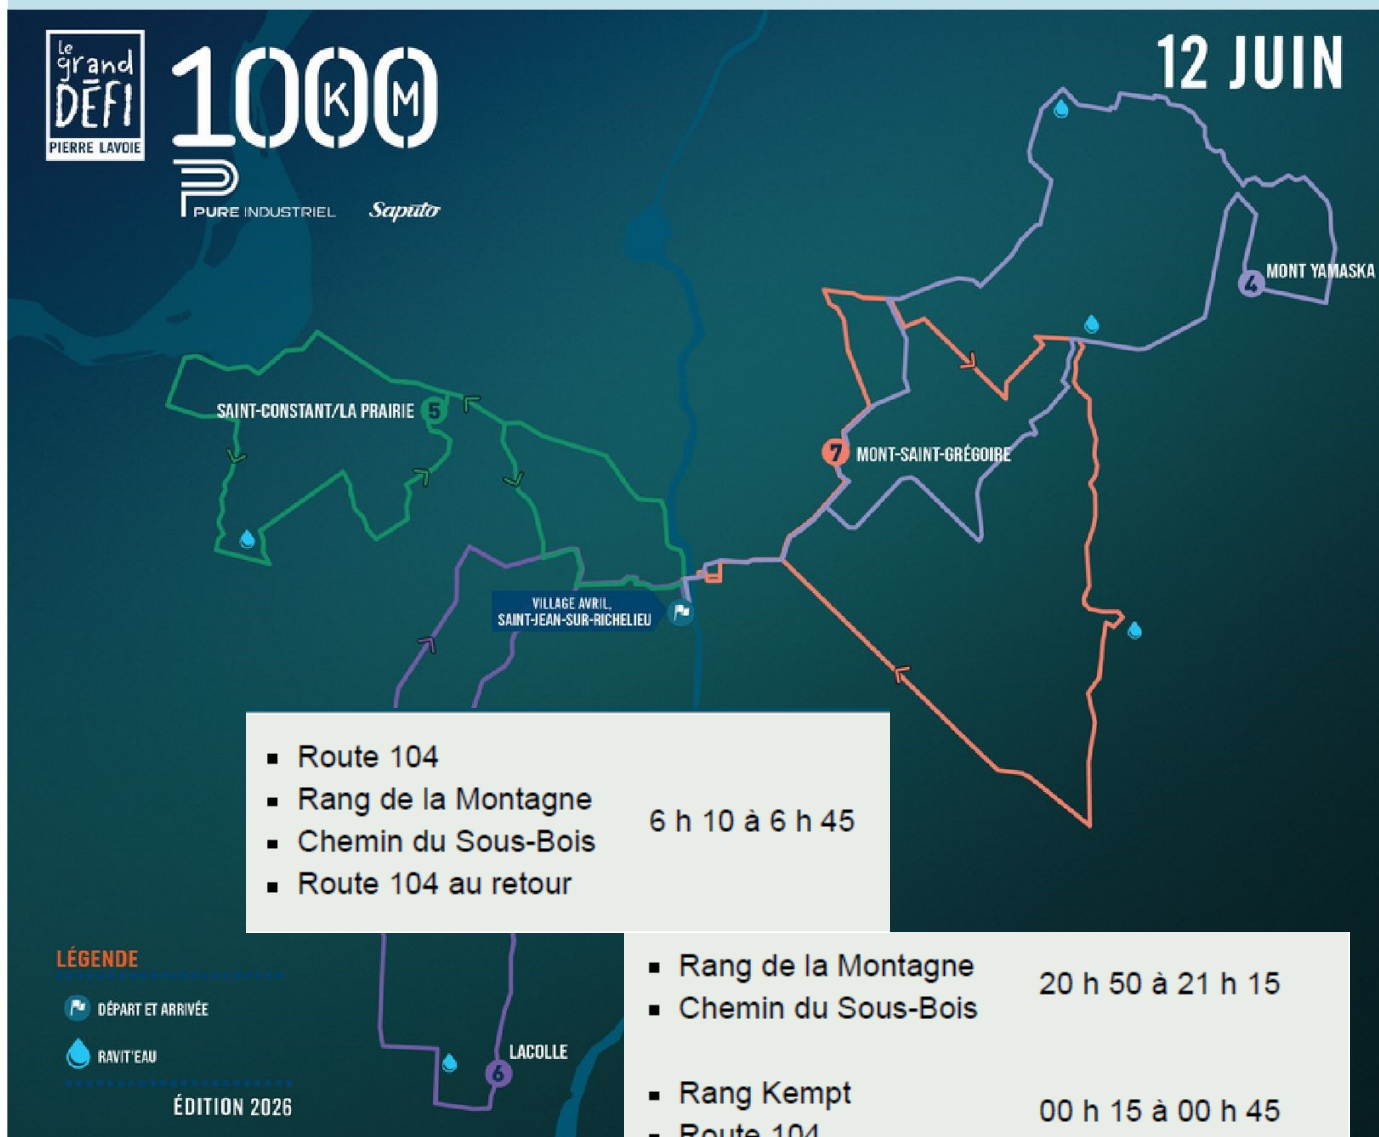 le
grand
DÉFI
PIERRE LAVOIE
1000
KM
PURE INDUSTRIEL
Saputo
12 JUIN
4 MONT YAMASKA
SAINT-CONSTANT/LA PRAIRIE 5
7 MONT-SAINT-GRÉGOIRE
VILLAGE AVRIL,
SAINT-JEAN-SUR-RICHELIEU
▪ Route 104
▪ Rang de la Montagne
▪ Chemin du Sous-Bois
▪ Route 104 au retour
6 h 10 à 6 h 45
LÉGENDE
DÉPART ET ARRIVÉE
RAVIT'EAU
ÉDITION 2026
6 LACOLLE
▪ Rang de la Montagne
▪ Chemin du Sous-Bois
20 h 50 à 21 h 15
▪ Rang Kempt
▪ Route 104
00 h 15 à 00 h 45